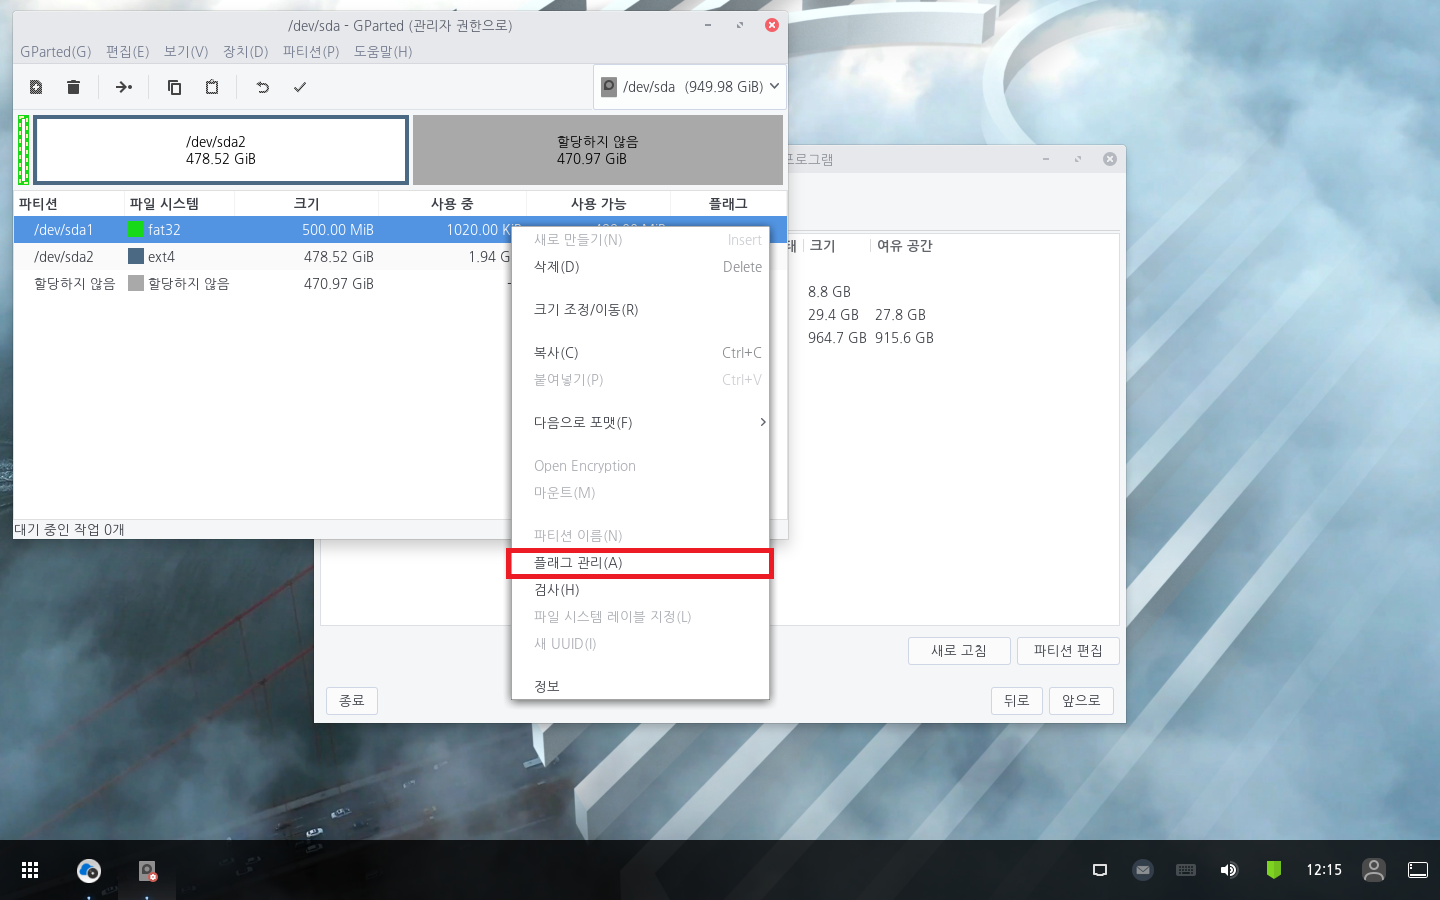 /dev/sda - GParted (관리자 권한으로)
GParted(G) 편집(E) 보기(V) 장치(D) 파티션(P) 도움말(H)
/dev/sda (949.98 GiB)
/dev/sda2
478.52 GiB
할당하지 않음
470.97 GiB
파티션 파일 시스템 크기 사용 중 사용 가능 플래그
/dev/sda1 fat32 500.00 MiB 1020.00
/dev/sda2 ext4 478.52 GiB 1.94
할당하지 않음 할당하지 않음 470.97 GiB
대기 중인 작업 0개
새로 만들기(N) Insert
삭제(D) Delete
크기 조정/이동(R)
복사(C) Ctrl+C
붙여넣기(P) Ctrl+V
다음으로 포맷(F)
Open Encryption
마운트(M)
파티션 이름(N)
플래그 관리(A)
검사(H)
파일 시스템 레이블 지정(L)
새 UUID(I)
정보
프로그램
크기 여유 공간
8.8 GB
29.4 GB 27.8 GB
964.7 GB 915.6 GB
새로 고침 파티션 편집
종료 뒤로 앞으로
12:15